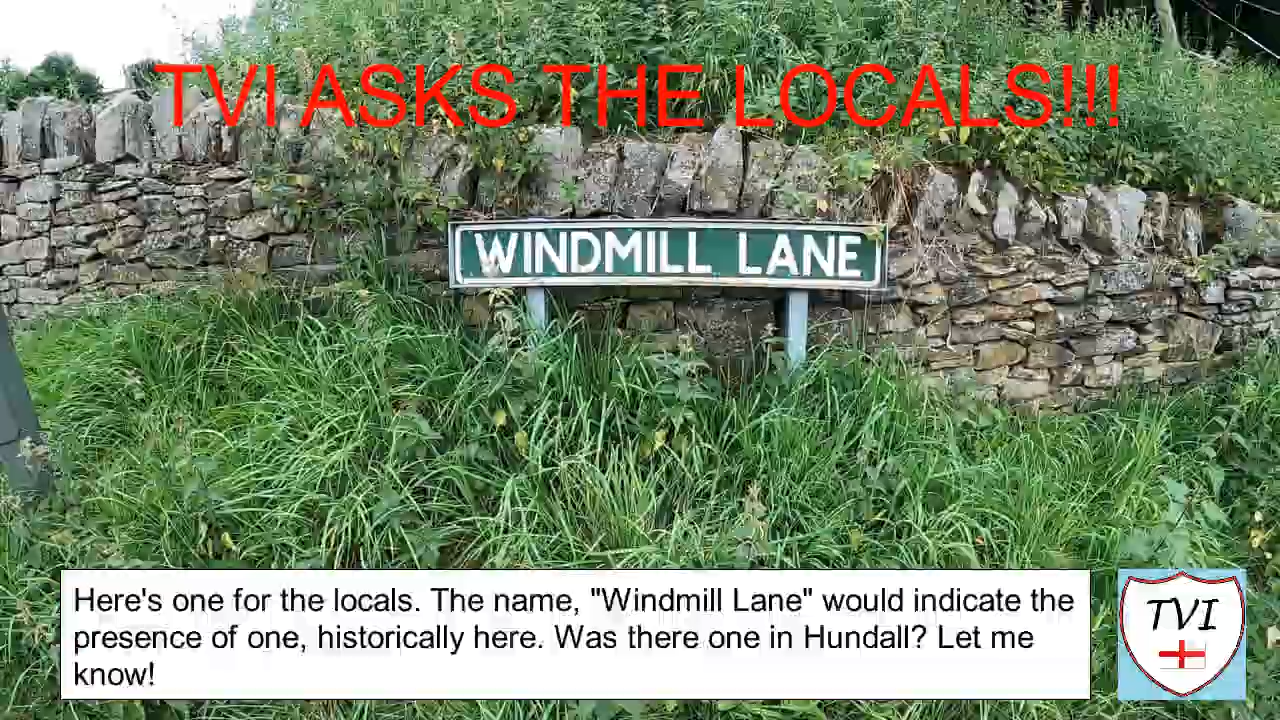 TVI ASKS THE LOCALS!!!
WINDMILL LANE
Here's one for the locals. The name, "Windmill Lane" would indicate the
presence of one, historically here. Was there one in Hundall? Let me
know!
TVI